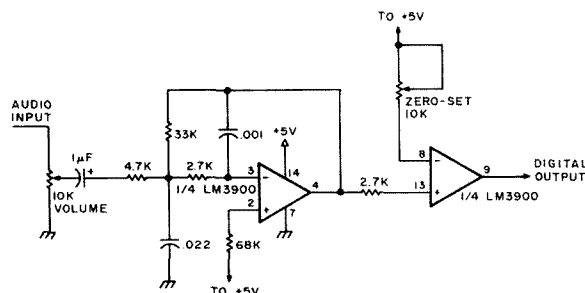 TO +5V
AUDIO
INPUT
ZERO-SET
10K
33K
.001
+5V
1µF
+
4.7K
2.7K
3
-
14
4
8
-
9
DIGITAL
OUTPUT
10K
VOLUME
1/4 LM3900
2
+
7
2.7K
13
+
1/4 LM3900
.022
68K
TO +5V